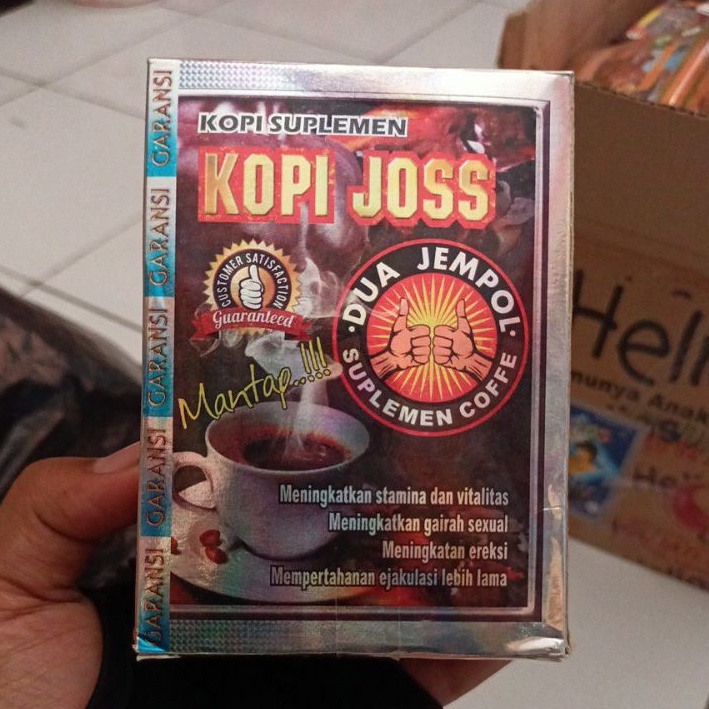 GARANSI
GARANSI
GARANSI
GARANSI
GARANSI
KOPI SUPLEMEN
KOPI JOSS
CUSTOMER SATISFACTION
Guaranteed
DUA JEMPOL
SUPLEMEN COFFE
Mantap..!!!
Meningkatkan stamina dan vitalitas
Meningkatkan gairah sexual
Meningkatan ereksi
Mempertahanan ejakulasi lebih lama